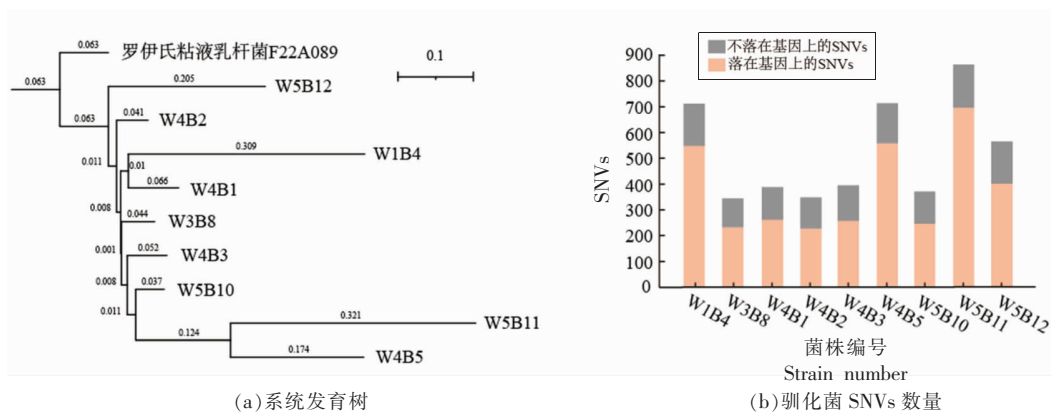 0.063
罗伊氏粘液乳杆菌F22A089
0.1
0.063
0.205
W5B12
0.063
0.041
W4B2
0.309
W1B4
0.011
0.01
0.066
W4B1
0.008
0.044
W3B8
0.001
0.052
W4B3
0.008
0.037
W5B10
0.011
0.321
W5B11
0.124
0.174
W4B5
(a)系统发育树
不落在基因上的SNVs
落在基因上的SNVs
SNVs
900
800
700
600
500
400
300
200
100
0
W1B4
W3B8
W4B1
W4B2
W4B3
W4B5
W5B10
W5B11
W5B12
菌株编号
Strain number
(b)驯化菌 SNVs 数量